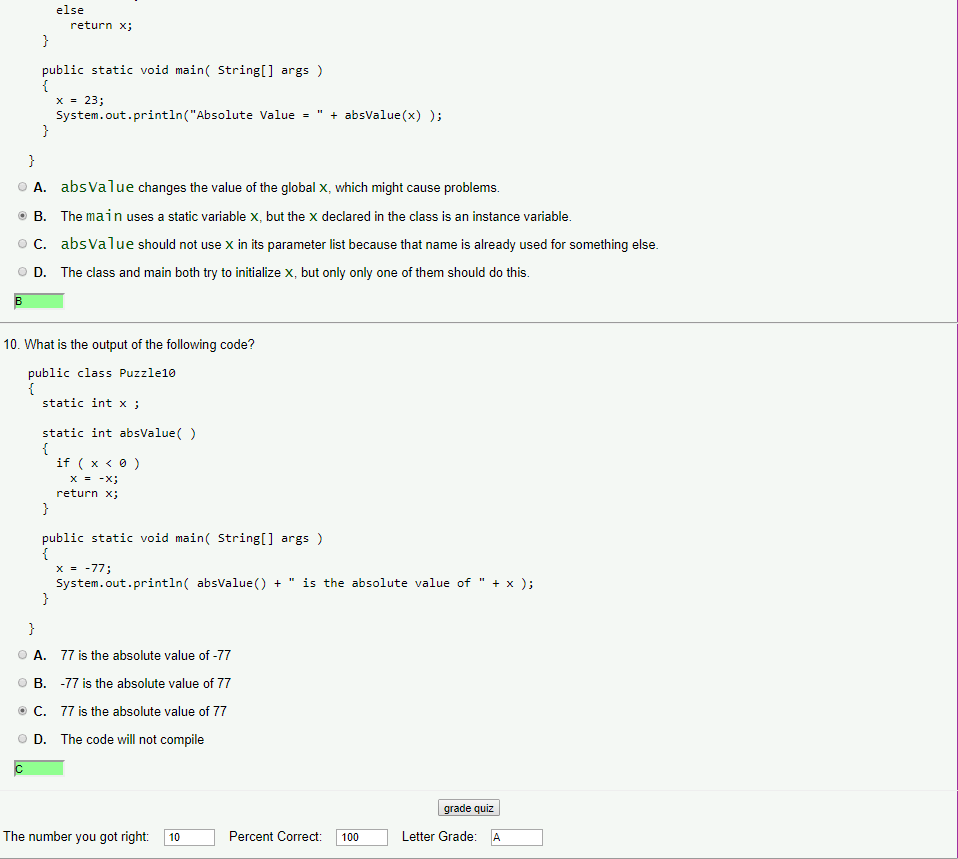 else
return x;
}
public static void main( String[] args )
{
x = 23;
System.out.println("Absolute Value = " + absValue(x) );
}
}
A. absValue changes the value of the global x, which might cause problems.
B. The main uses a static variable x, but the x declared in the class is an instance variable.
C. absValue should not use x in its parameter list because that name is already used for something else.
D. The class and main both try to initialize x, but only only one of them should do this.
B
10. What is the output of the following code?
public class Puzzle10
{
static int x ;
static int absValue( )
{
if ( x < 0 )
x = -x;
return x;
}
public static void main( String[] args )
{
x = -77;
System.out.println( absValue() + " is the absolute value of " + x );
}
}
A. 77 is the absolute value of -77
B. -77 is the absolute value of 77
C. 77 is the absolute value of 77
D. The code will not compile
C
grade quiz
The number you got right: 10 Percent Correct: 100 Letter Grade: A